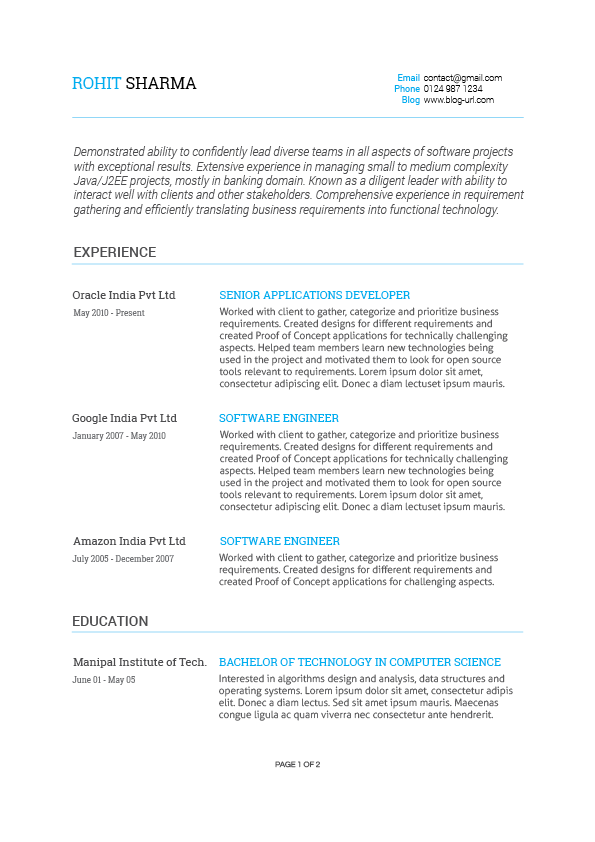 ROHIT SHARMA
Email contact@gmail.com
Phone 0124 987 1234
Blog www.blog-url.com
Demonstrated ability to confidently lead diverse teams in all aspects of software projects
with exceptional results. Extensive experience in managing small to medium complexity
Java/J2EE projects, mostly in banking domain. Known as a diligent leader with ability to
interact well with clients and other stakeholders. Comprehensive experience in requirement
gathering and efficiently translating business requirements into functional technology.
EXPERIENCE
Oracle India Pvt Ltd
May 2010 - Present
SENIOR APPLICATIONS DEVELOPER
Worked with client to gather, categorize and prioritize business
requirements. Created designs for different requirements and
created Proof of Concept applications for technically challenging
aspects. Helped team members learn new technologies being
used in the project and motivated them to look for open source
tools relevant to requirements. Lorem ipsum dolor sit amet,
consectetur adipiscing elit. Donec a diam lectuset ipsum mauris.
Google India Pvt Ltd
January 2007 - May 2010
SOFTWARE ENGINEER
Worked with client to gather, categorize and prioritize business
requirements. Created designs for different requirements and
created Proof of Concept applications for technically challenging
aspects. Helped team members learn new technologies being
used in the project and motivated them to look for open source
tools relevant to requirements. Lorem ipsum dolor sit amet,
consectetur adipiscing elit. Donec a diam lectuset ipsum mauris.
Amazon India Pvt Ltd
July 2005 - December 2007
SOFTWARE ENGINEER
Worked with client to gather, categorize and prioritize business
requirements. Created designs for different requirements and
created Proof of Concept applications for challenging aspects.
EDUCATION
Manipal Institute of Tech.
June 01 - May 05
BACHELOR OF TECHNOLOGY IN COMPUTER SCIENCE
Interested in algorithms design and analysis, data structures and
operating systems. Lorem ipsum dolor sit amet, consectetur adipis
elit. Donec a diam lectus. Sed sit amet ipsum mauris. Maecenas
congue ligula ac quam viverra nec consectetur ante hendrerit.
PAGE 1 OF 2